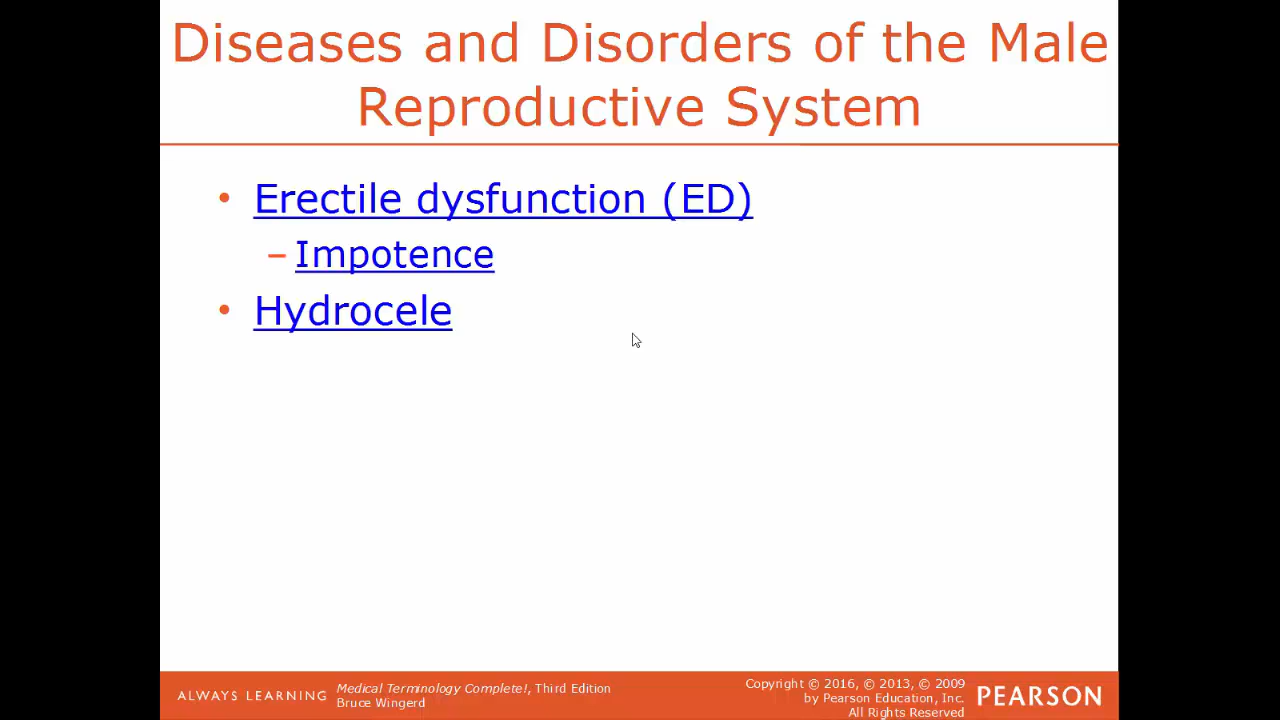 Diseases and Disorders of the Male
Reproductive System
• Erectile dysfunction (ED)
– Impotence
• Hydrocele
ALWAYS LEARNING
Medical Terminology Complete!, Third Edition
Bruce Wingerd
Copyright © 2016, © 2013, © 2009
by Pearson Education, Inc.
All Rights Reserved
PEARSON